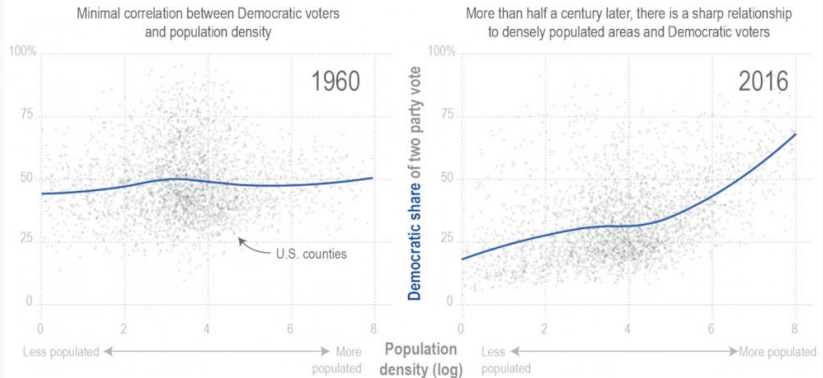 Minimal correlation between Democratic voters
and population density
More than half a century later, there is a sharp relationship
to densely populated areas and Democratic voters
100%
75
50
25
0
1960
U.S. counties
0 2 4 6 8
Less populated
More
populated
Democratic share of two party vote
100%
75
50
25
0
2016
0 2 4 6 8
Population
density (log)
Less
populated
More populated